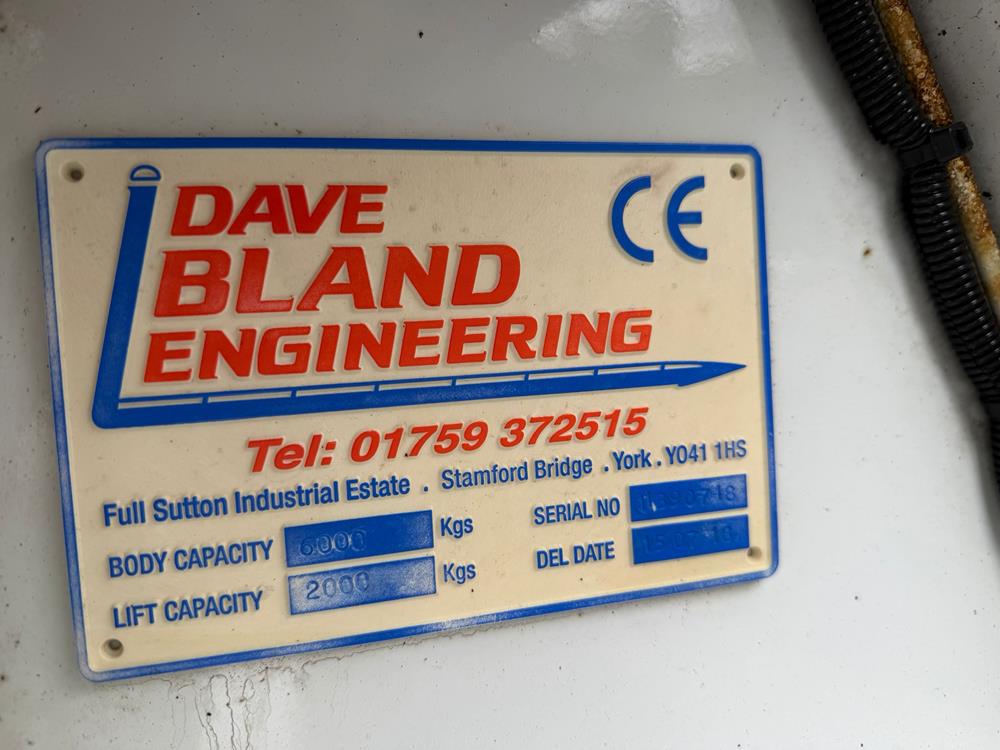 DAVE
BLAND
ENGINEERING
CE
Tel: 01759 372515
Full Sutton Industrial Estate . Stamford Bridge . York . YO41 1HS
BODY CAPACITY 6000 Kgs
SERIAL NO
LIFT CAPACITY 2000 Kgs
DEL DATE